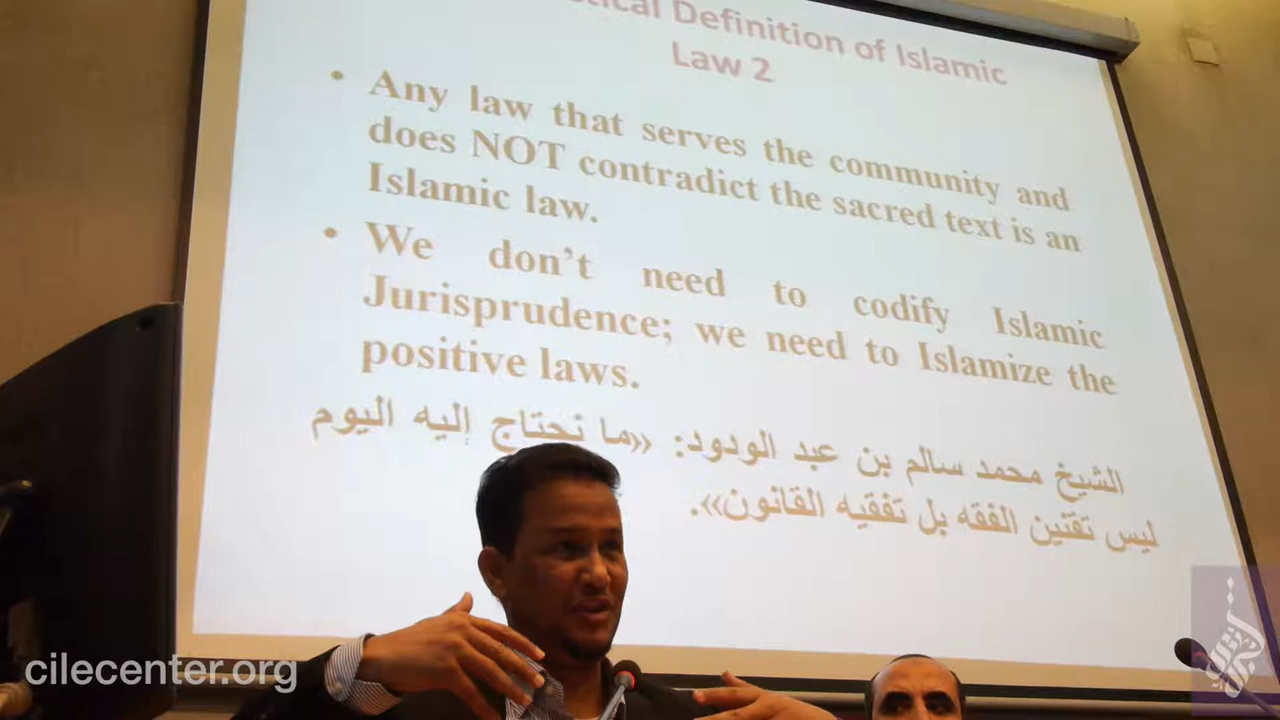 Definition of Islamic
Law 2
• Any law that serves the community and
does NOT contradict the sacred text is an
Islamic law.
• We don’t need to codify Islamic
Jurisprudence; we need to Islamize the
positive laws.
الشيخ محمد سالم بن عبد الودود: «ما نحتاج إليه اليوم
ليس تقنين الفقه بل تفقيه القانون».
cilecenter.org